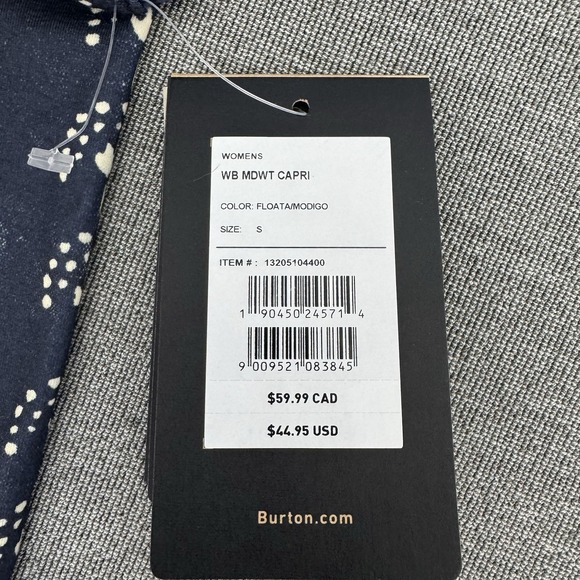 WOMENS
WB MDWT CAPRI
COLOR: FLOATA/MODIGO
SIZE: S
ITEM # : 13205104400
1 90450 24571 4
9 009521 083845
$59.99 CAD
$44.95 USD
Burton.com